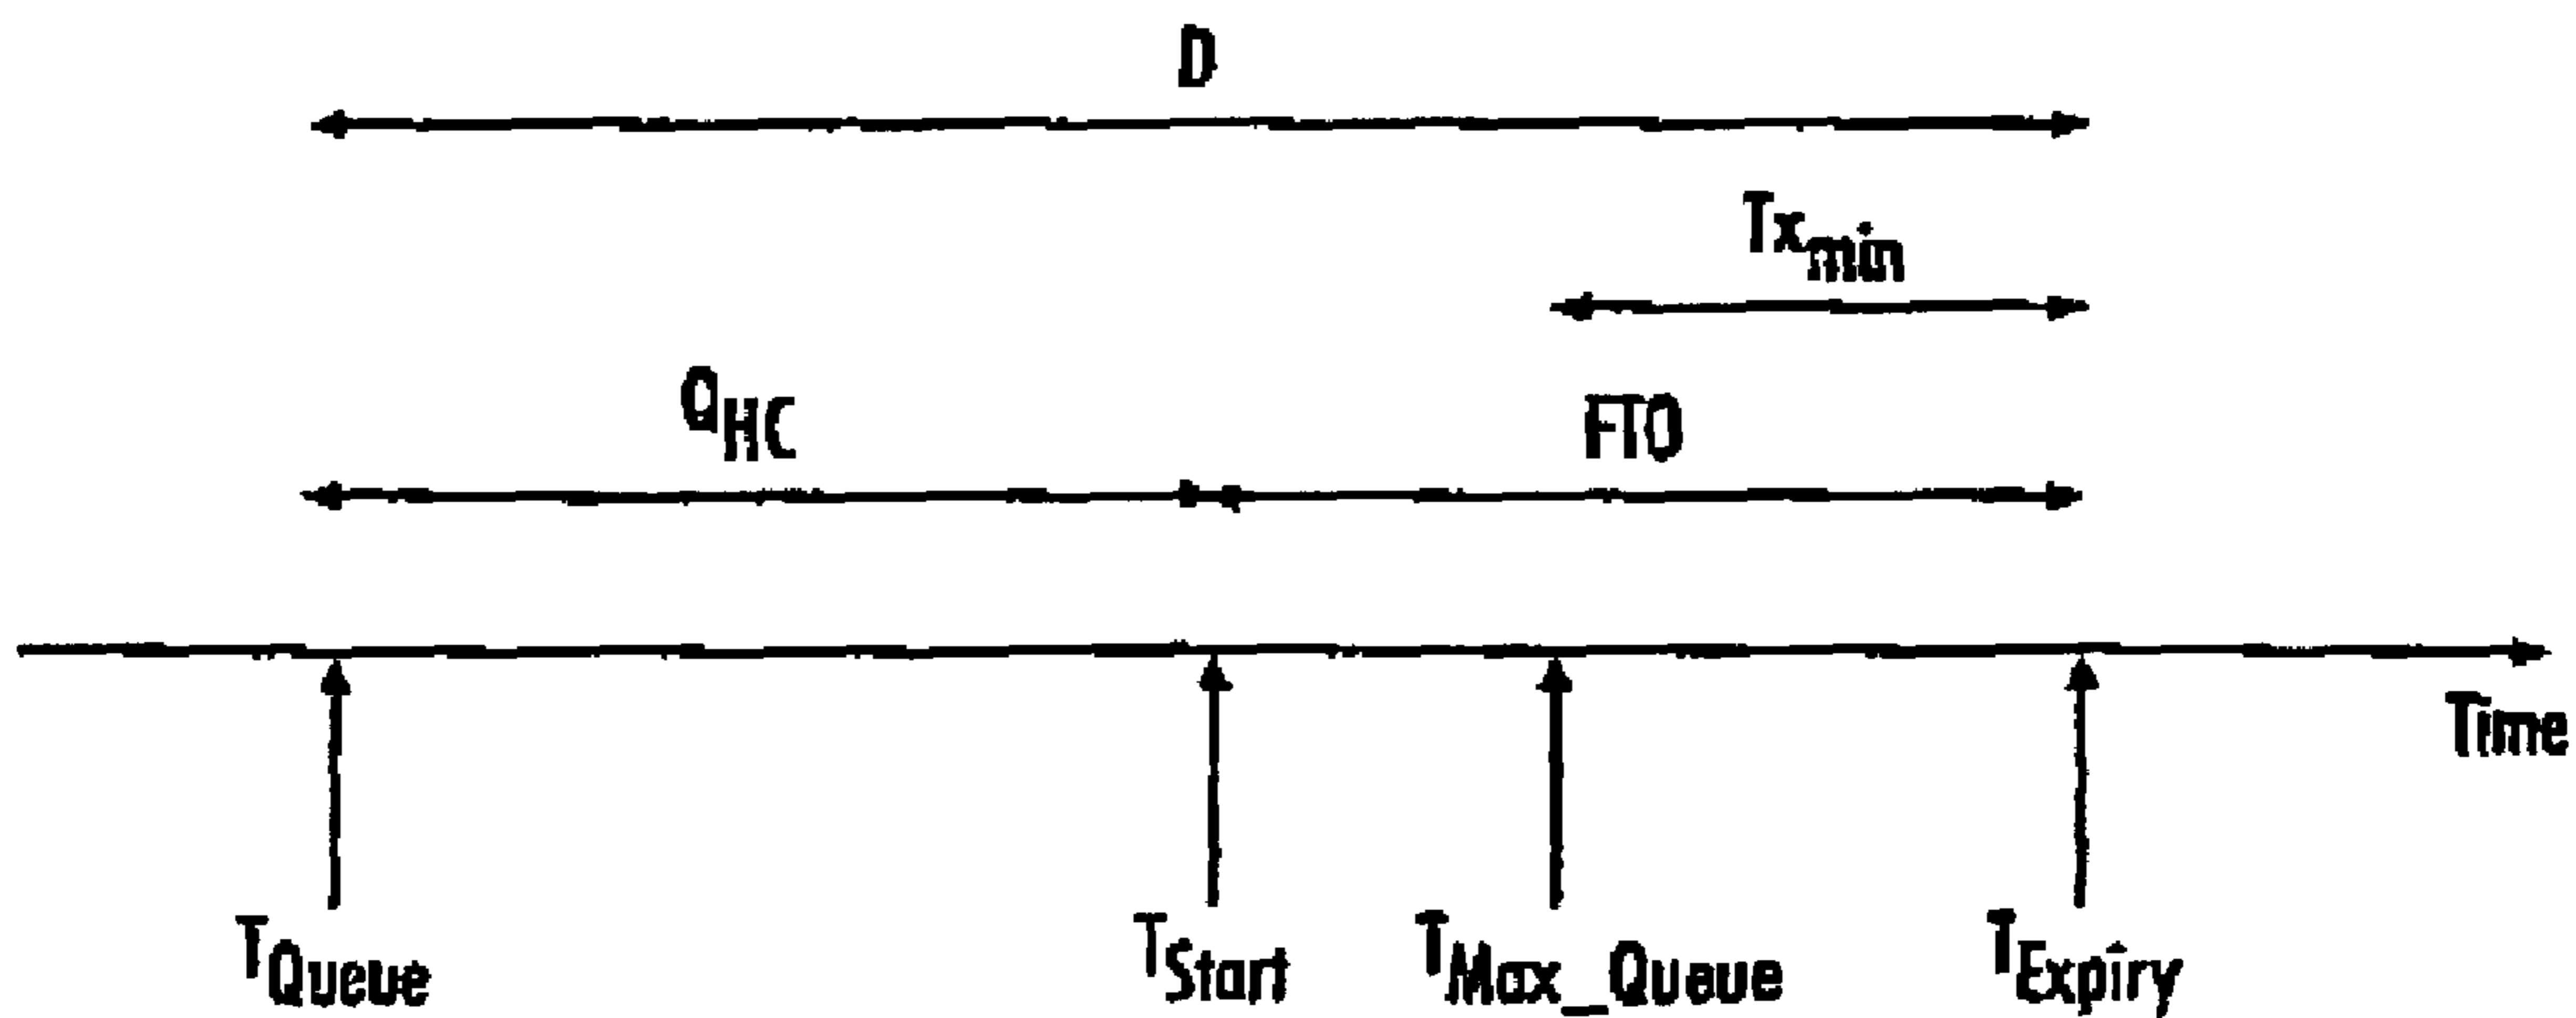 D
Tx_min
Q_HC
FTO
Time
T_Queue
T_Start
T_Max_Queue
T_Expiry